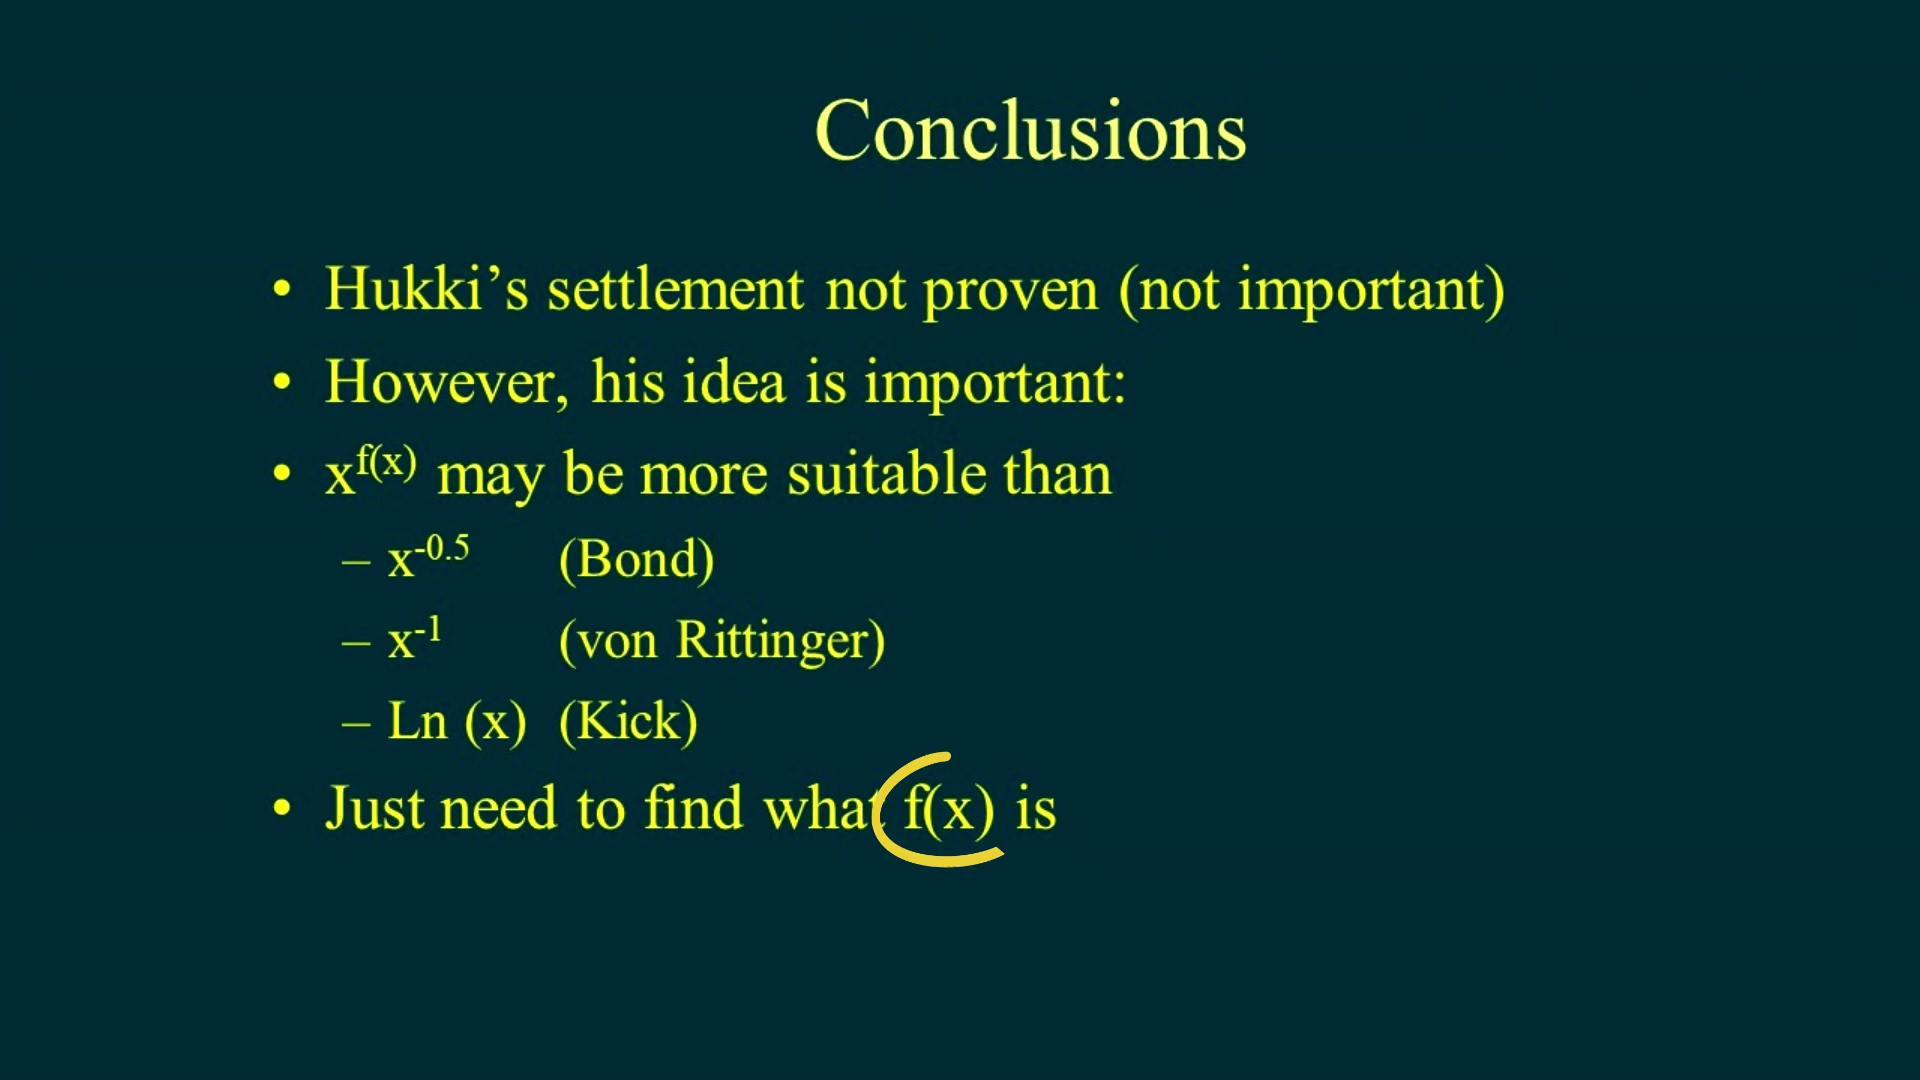 Conclusions
• Hukki’s settlement not proven (not important)
• However, his idea is important:
• x^f(x) may be more suitable than
– x^-0.5 (Bond)
– x^-1 (von Rittinger)
– Ln (x) (Kick)
• Just need to find what f(x) is